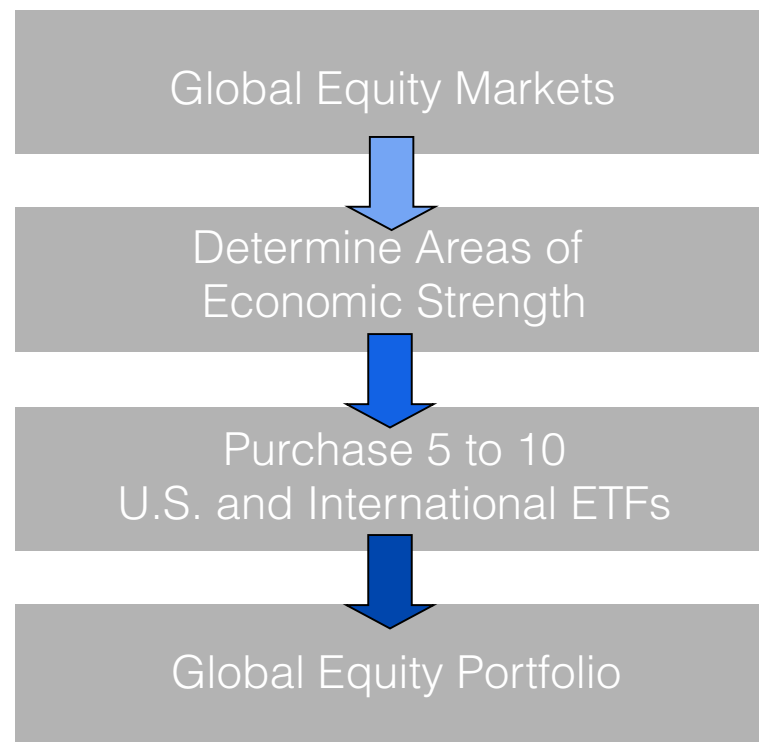 Global Equity Markets
Determine Areas of
Economic Strength
Purchase 5 to 10
U.S. and International ETFs
Global Equity Portfolio